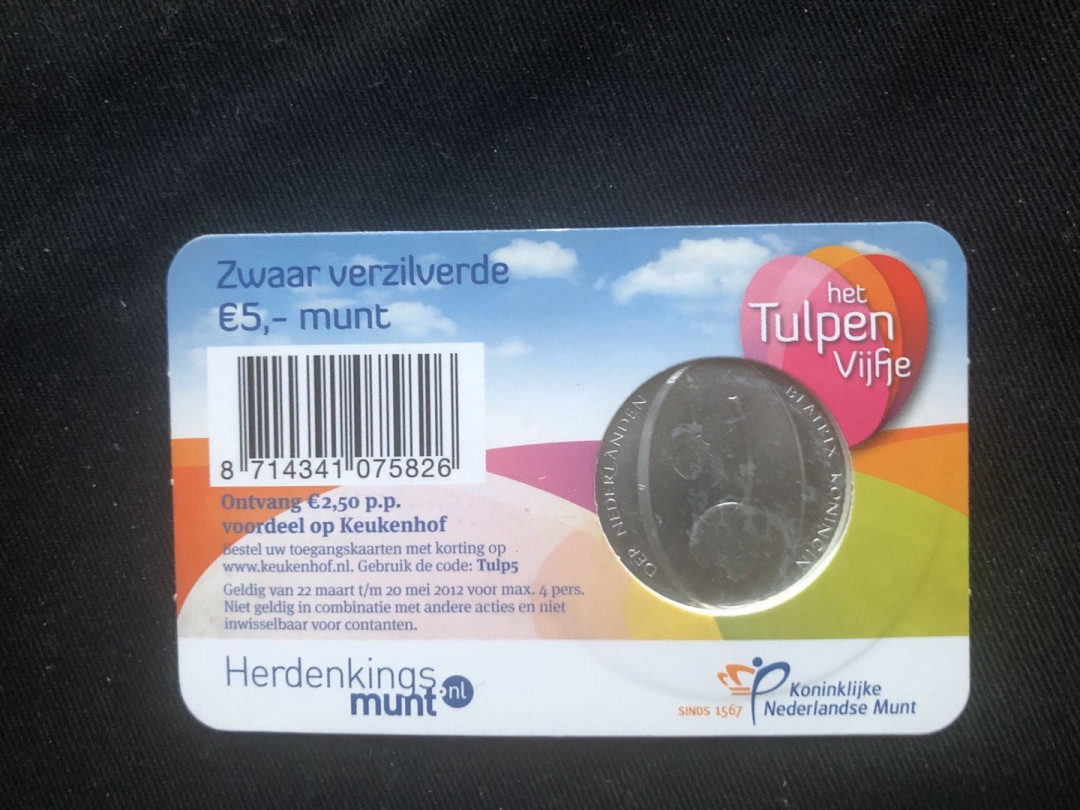 Zwaar verzilverde
€5,- munt
het
Tulpen
Vijfje
8 714341 075826
DER NEDERLANDEN
BEATRIX KONINGIN
Ontvang €2,50 p.p.
voordeel op Keukenhof
Bestel uw toegangskaarten met korting op
www.keukenhof.nl. Gebruik de code: Tulp5
Geldig van 22 maart t/m 20 mei 2012 voor max. 4 pers.
Niet geldig in combinatie met andere acties en niet
inwisselbaar voor contanten.
Herdenkings
munt.nl
SINDS 1567
Koninklijke
Nederlandse Munt